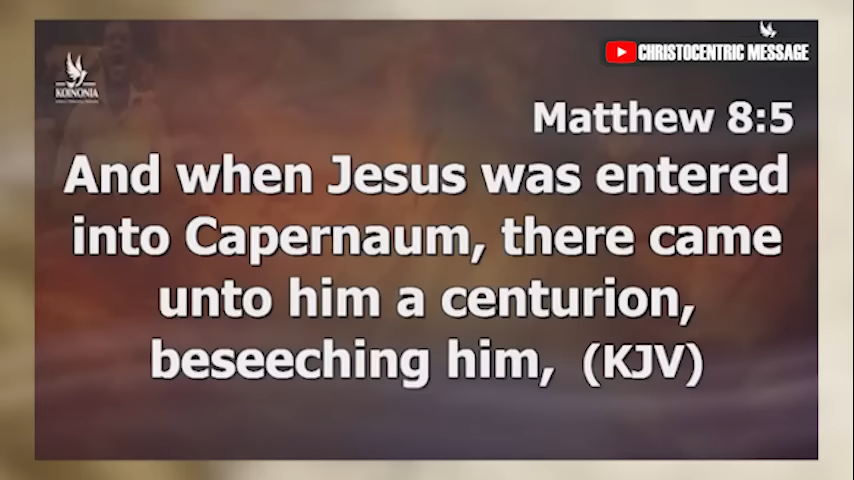 CHRISTOCENTRIC MESSAGE
KOINONIA
Matthew 8:5
And when Jesus was entered
into Capernaum, there came
unto him a centurion,
beseeching him, (KJV)